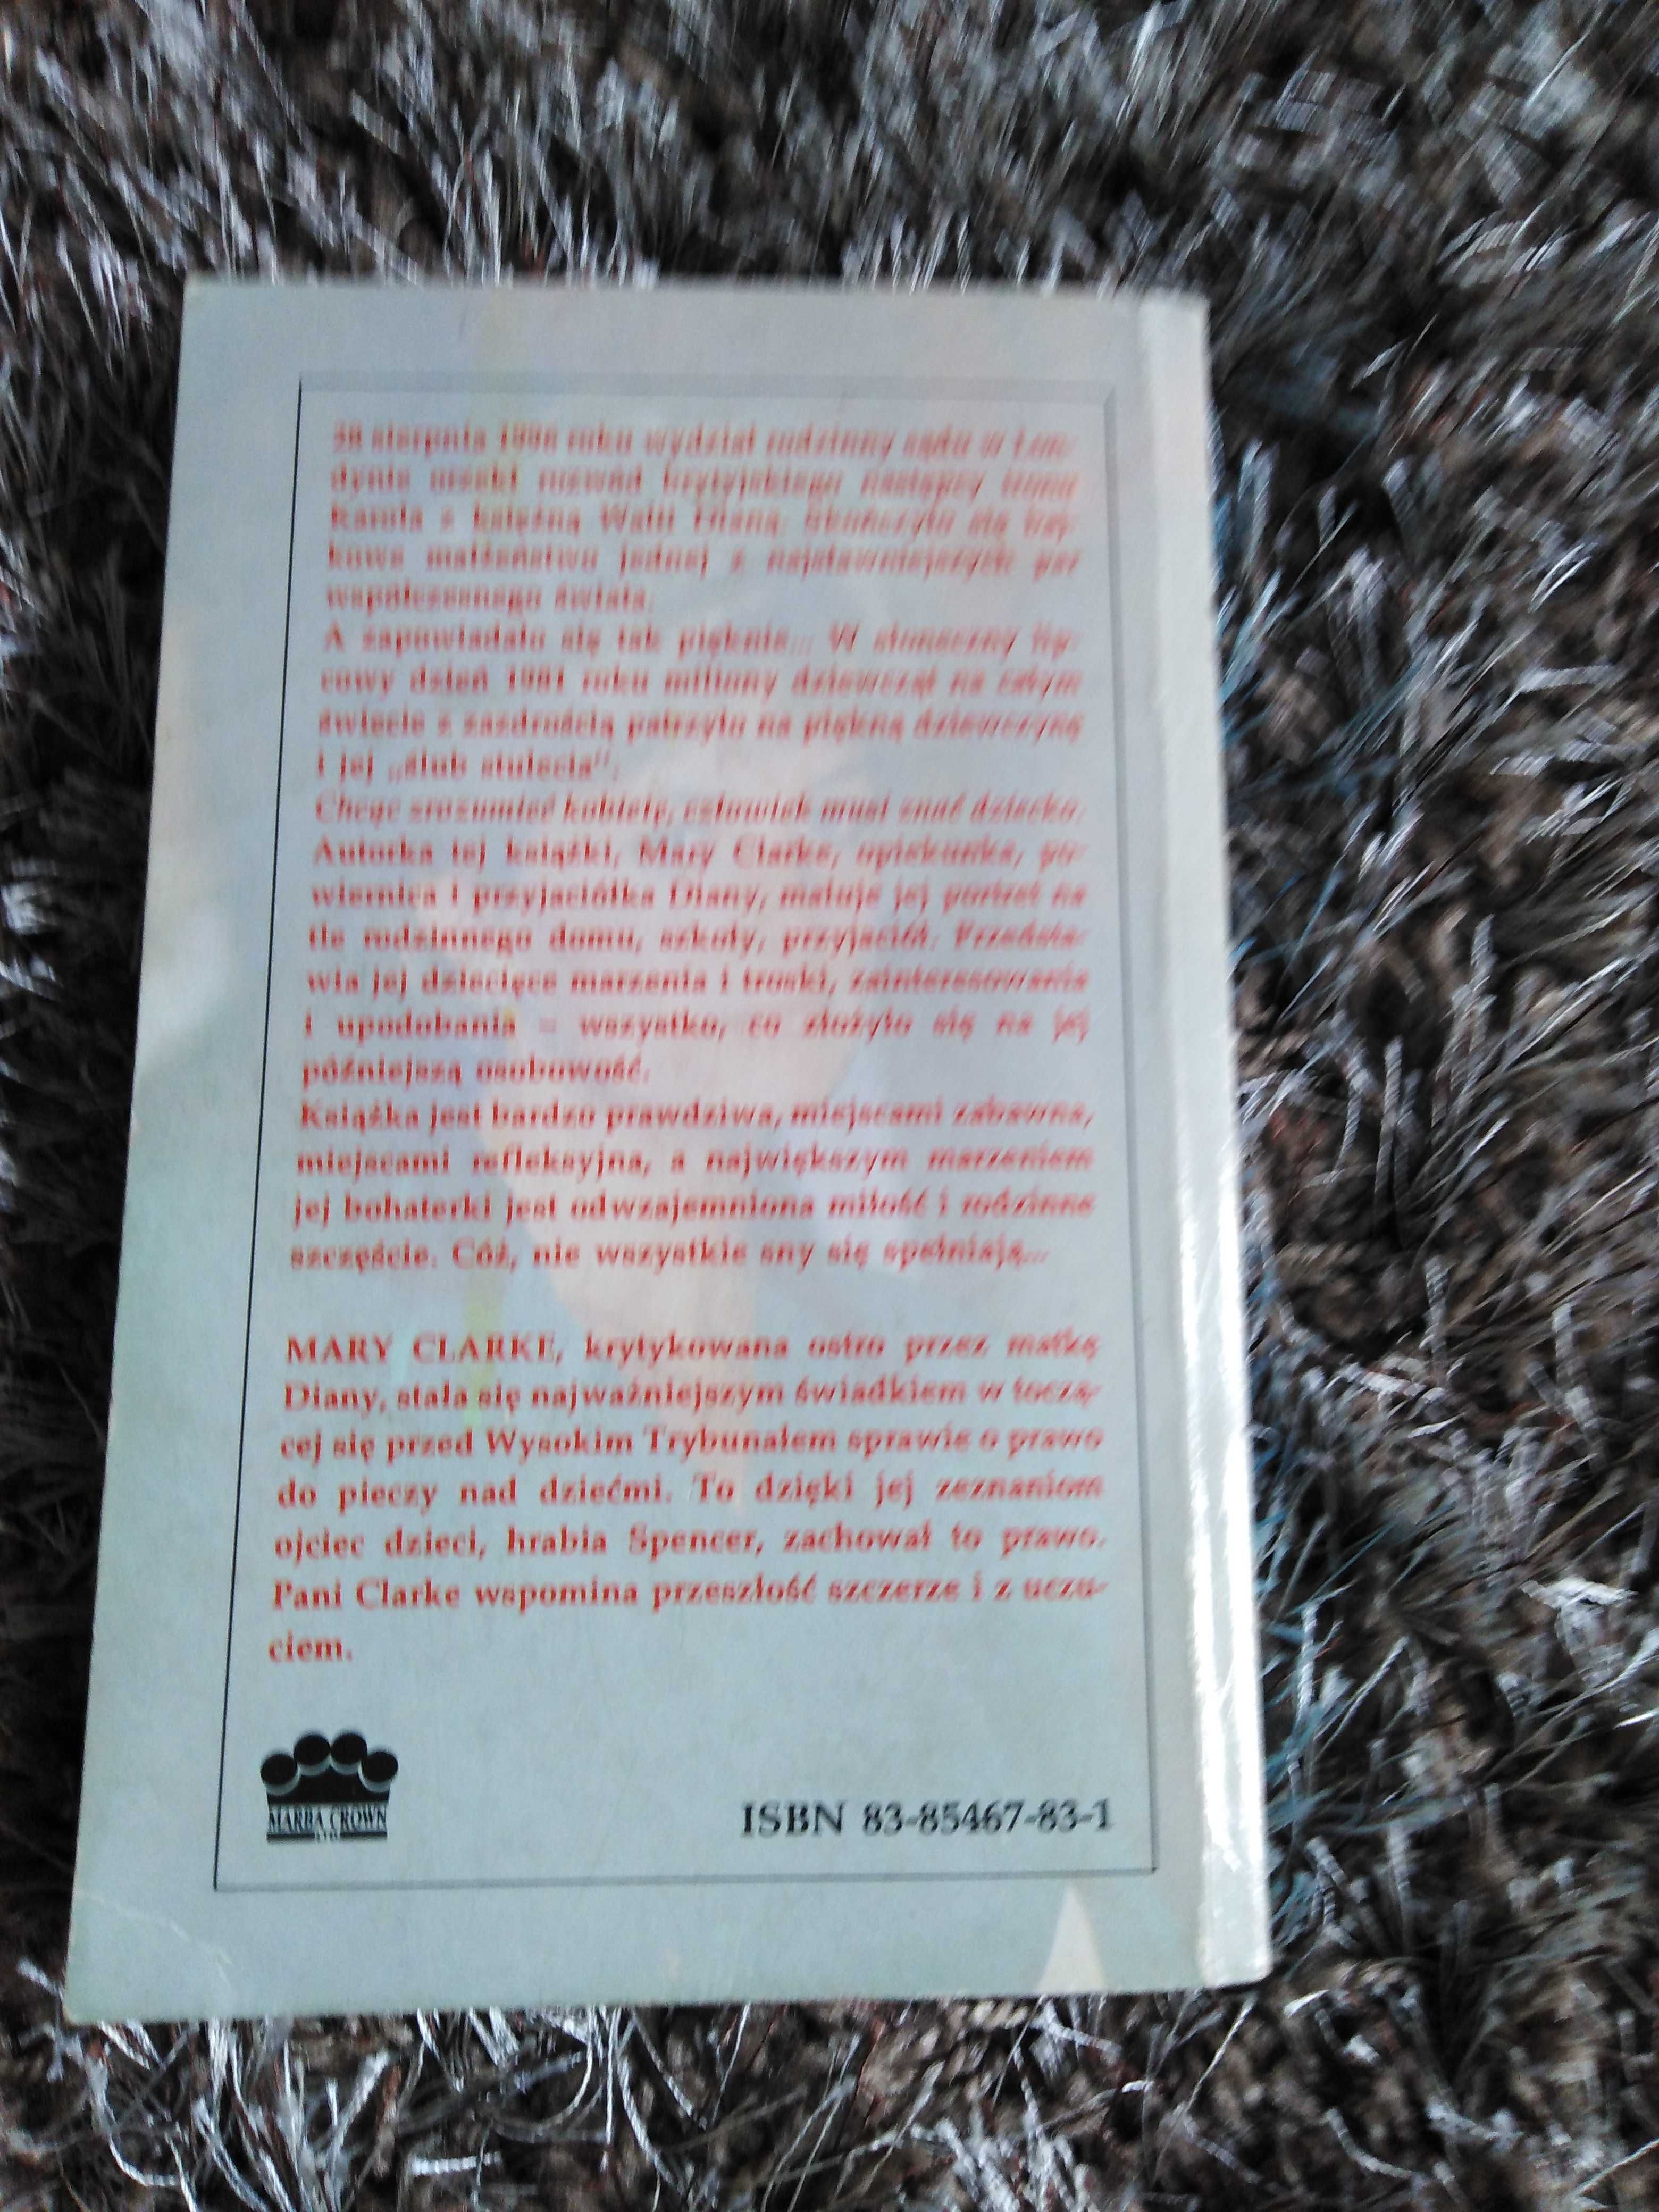 28 sierpnia 1996 roku wydział rodzinny sądu w Lon-
dynie orzekł rozwód brytyjskiego następcy tronu
Karola z księżną Walii Dianą. Skończyło się baj-
kowe małżeństwo jednej z najsławniejszych par
współczesnego świata.
A zapowiadało się tak pięknie... W słoneczny lip-
cowy dzień 1981 roku miliony dziewcząt na całym
świecie z zazdrością patrzyło na piękną dziewczynę
i jej „ślub stulecia”.
Chcąc zrozumieć kobietę, człowiek musi znać dziecko.
Autorka tej książki, Mary Clarke, opiekunka, po-
wiernica i przyjaciółka Diany, maluje jej portret na
tle rodzinnego domu, szkoły, przyjaciół. Przedsta-
wia jej dziecięce marzenia i troski, zainteresowania
i upodobania – wszystko, co złożyło się na jej
późniejszą osobowość.
Książka jest bardzo prawdziwa, miejscami zabawna,
miejscami refleksyjna, a największym marzeniem
jej bohaterki jest odwzajemniona miłość i rodzinne
szczęście. Cóż, nie wszystkie sny się spełniają...
MARY CLARKE, krytykowana ostro przez matkę
Diany, stała się najważniejszym świadkiem w toczą-
cej się przed Wysokim Trybunałem sprawie o prawo
do pieczy nad dziećmi. To dzięki jej zeznaniom
ojciec dzieci, hrabia Spencer, zachował to prawo.
Pani Clarke wspomina przeszłość szczerze i z uczu-
ciem.
MARBA CROWN
LTD
ISBN 83-85467-83-1